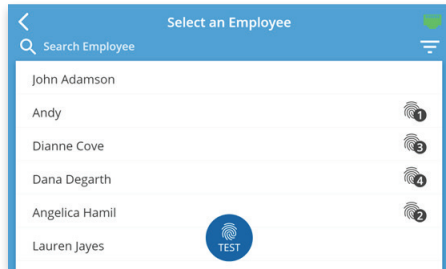 Select an Employee
Search Employee
John Adamson
Andy
1
Dianne Cove
3
Dana Degarth
4
Angelica Hamil
2
Lauren Jayes
TEST